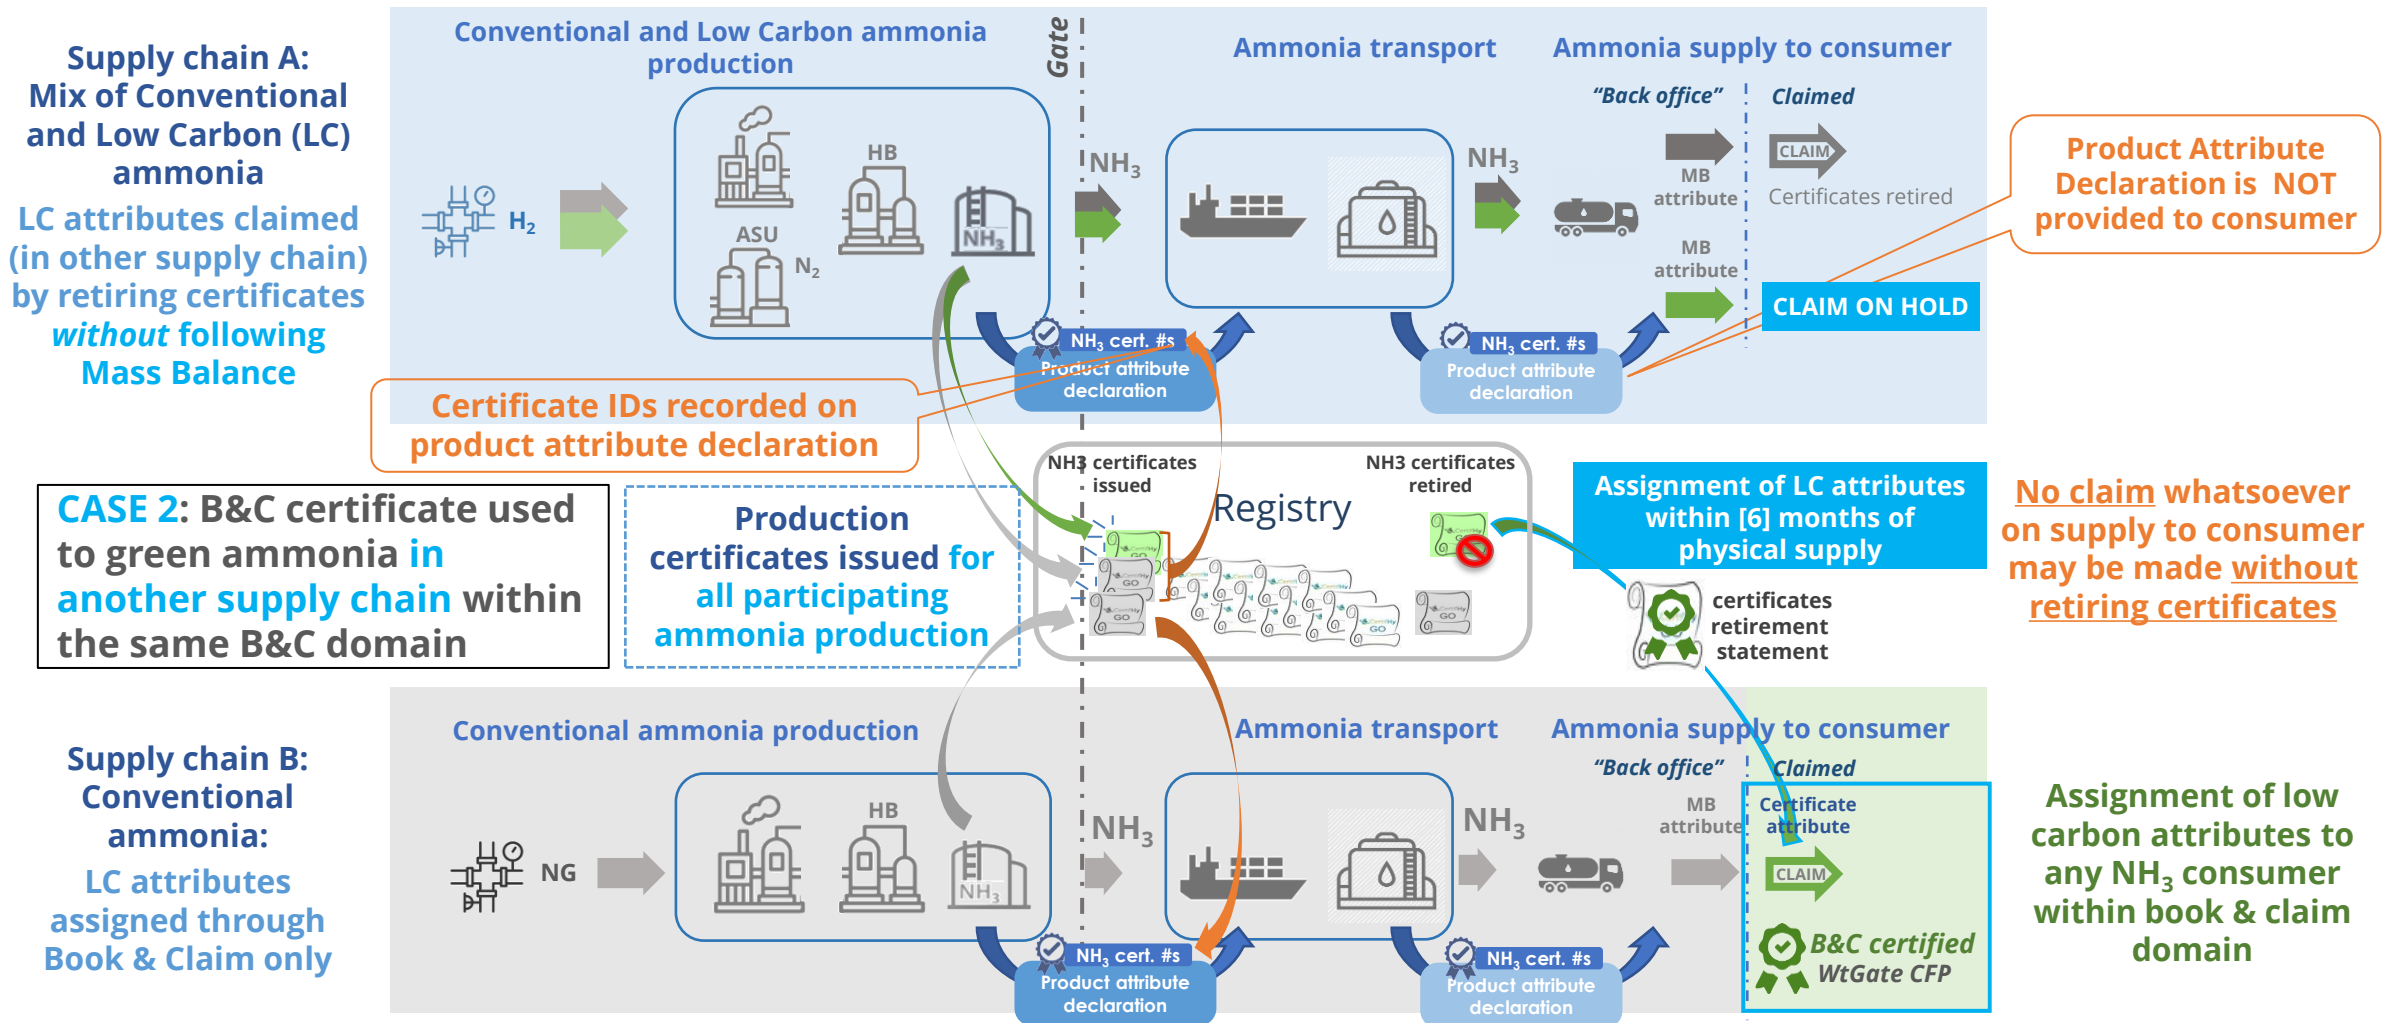 Supply chain A:
Mix of Conventional
and Low Carbon (LC)
ammonia
LC attributes claimed
(in other supply chain)
by retiring certificates
without following
Mass Balance
Conventional and Low Carbon ammonia
production
Gate
Ammonia transport
Ammonia supply to consumer
“Back office”
Claimed
H2
ASU
N2
HB
NH3
NH3
NH3
MB
attribute
CLAIM
Certificates retired
MB
attribute
CLAIM ON HOLD
Product Attribute
Declaration is NOT
provided to consumer
NH3 cert. #s
Product attribute
declaration
NH3 cert. #s
Product attribute
declaration
Certificate IDs recorded on
product attribute declaration
CASE 2: B&C certificate used
to green ammonia in
another supply chain within
the same B&C domain
Production
certificates issued for
all participating
ammonia production
NH3 certificates
issued
Registry
NH3 certificates
retired
GO
GO
GO
GO
GO
Assignment of LC attributes
within [6] months of
physical supply
certificates
retirement
statement
No claim whatsoever
on supply to consumer
may be made without
retiring certificates
Supply chain B:
Conventional
ammonia:
LC attributes
assigned through
Book & Claim only
Conventional ammonia production
Ammonia transport
Ammonia supply to consumer
“Back office”
Claimed
NG
HB
NH3
NH3
NH3
MB
attribute
Certificate
attribute
CLAIM
B&C certified
WtGate CFP
NH3 cert. #s
Product attribute
declaration
NH3 cert. #s
Product attribute
declaration
Assignment of low
carbon attributes to
any NH3 consumer
within book & claim
domain